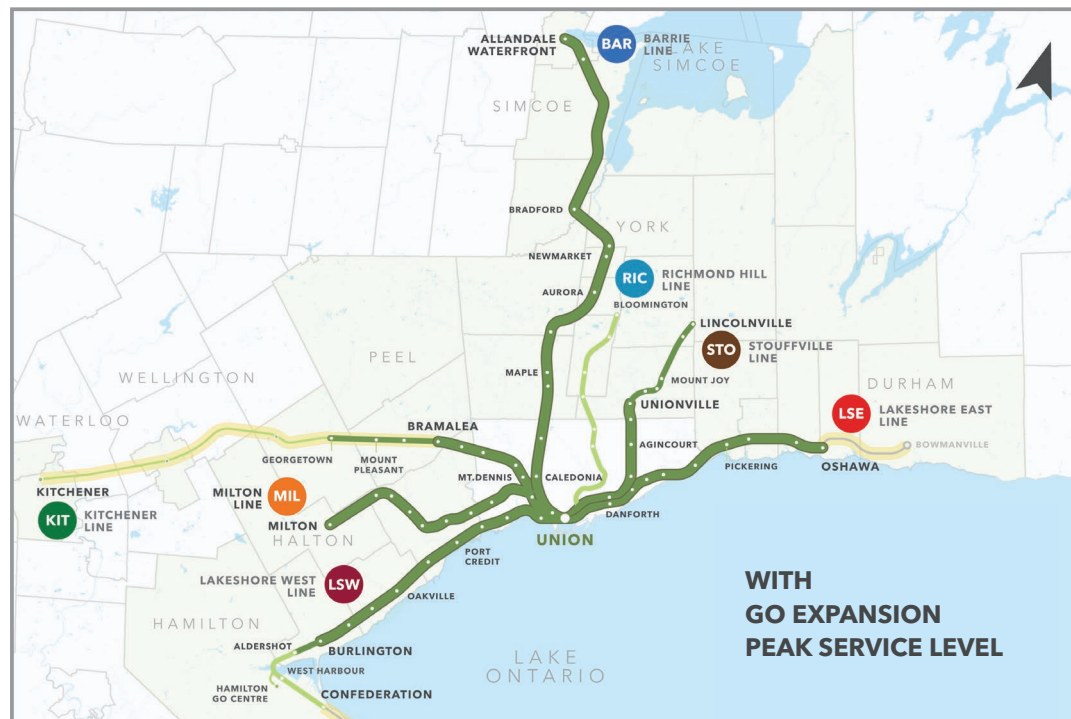 ALLANDALE
WATERFRONT
BAR
BARRIE
LINE
LAKE
SIMCOE
SIMCOE
BRADFORD
YORK
NEWMARKET
RIC
RICHMOND HILL
LINE
AURORA
BLOOMINGTON
LINCOLNVILLE
STO
STOUFFVILLE
LINE
PEEL
MAPLE
MOUNT JOY
WELLINGTON
DURHAM
UNIONVILLE
LSE
LAKESHORE EAST
LINE
WATERLOO
BRAMALEA
AGINCOURT
BOWMANVILLE
GEORGETOWN
MOUNT
PLEASANT
PICKERING
OSHAWA
MT.DENNIS
CALEDONIA
KITCHENER
KIT
KITCHENER
LINE
MILTON
LINE
MIL
MILTON
HALTON
DANFORTH
UNION
PORT
CREDIT
LAKESHORE WEST
LINE
LSW
OAKVILLE
WITH
GO EXPANSION
PEAK SERVICE LEVEL
HAMILTON
ALDERSHOT
BURLINGTON
WEST HARBOUR
LAKE
ONTARIO
HAMILTON
GO CENTRE
CONFEDERATION